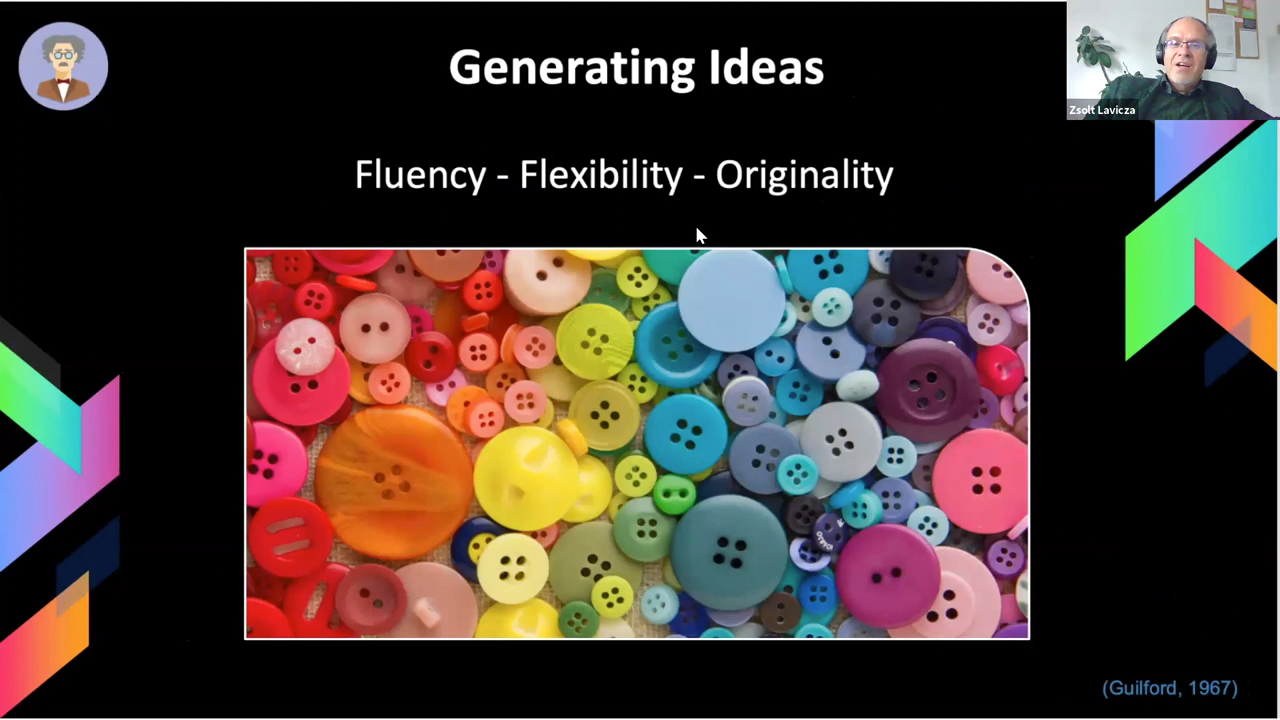 Generating Ideas
Zsolt Lavicza
Fluency - Flexibility - Originality
(Guilford, 1967)